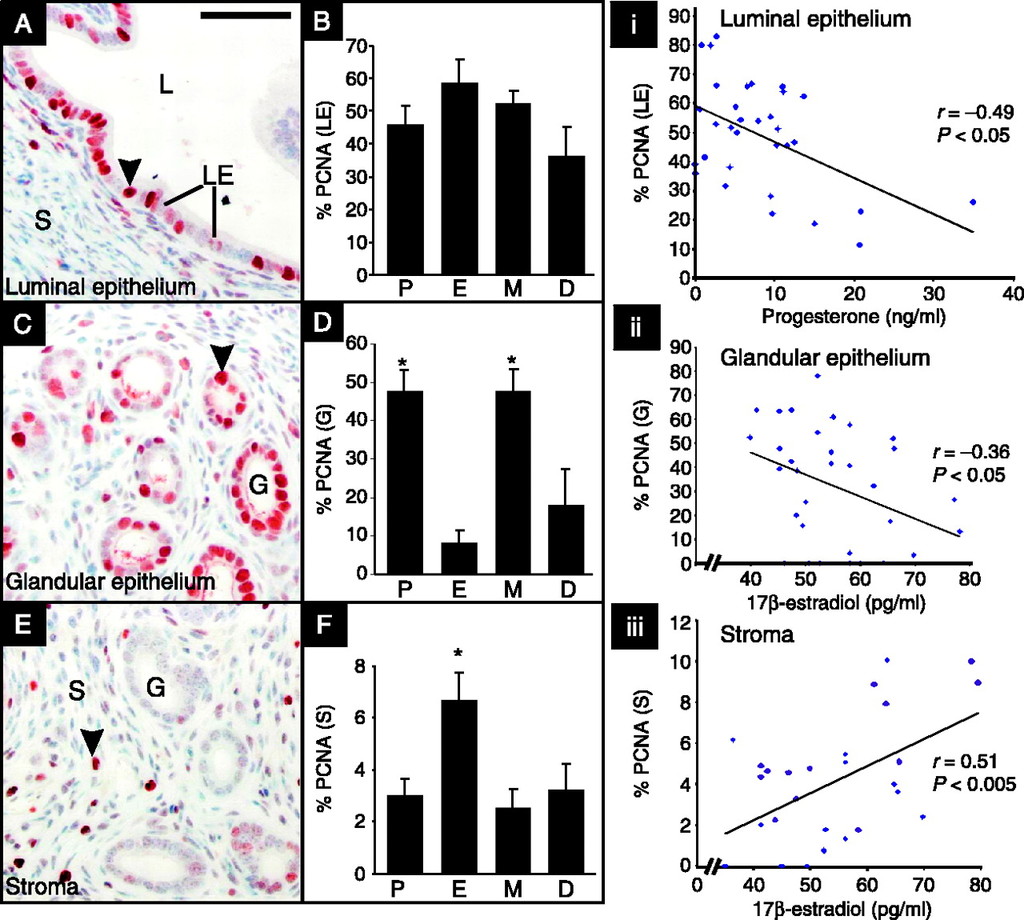 A
L
LE
S
Luminal epithelium
B
% PCNA (LE)
70
60
50
40
30
20
10
0
P E M D
i
Luminal epithelium
% PCNA (LE)
90
80
70
60
50
40
30
20
10
0
r = –0.49
P < 0.05
0 10 20 30 40
Progesterone (ng/ml)
C
G
Glandular epithelium
D
% PCNA (G)
60
50
40
30
20
10
0
* *
P E M D
ii
Glandular epithelium
% PCNA (G)
90
80
70
60
50
40
30
20
10
0
r = –0.36
P < 0.05
40 50 60 70 80
17β-estradiol (pg/ml)
E
S
G
Stroma
F
% PCNA (S)
8
6
4
2
0
*
P E M D
iii
Stroma
% PCNA (S)
12
10
8
6
4
2
0
r = 0.51
P < 0.005
0 40 50 60 70 80
17β-estradiol (pg/ml)